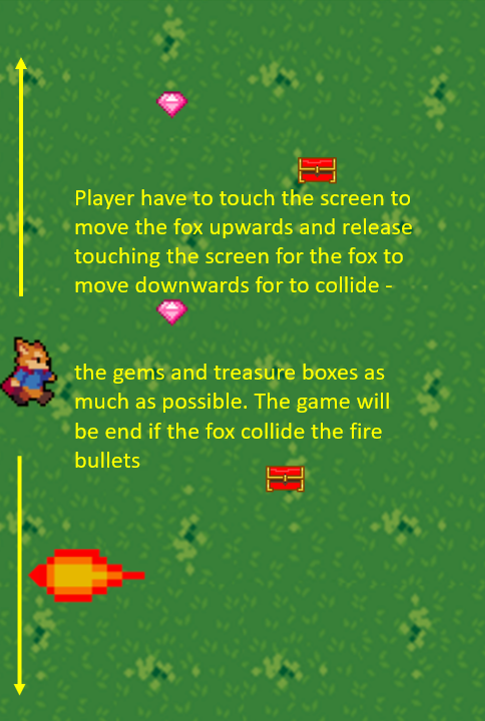 Player have to touch the screen to
move the fox upwards and release
touching the screen for the fox to
move downwards for to collide -
the gems and treasure boxes as
much as possible. The game will
be end if the fox collide the fire
bullets